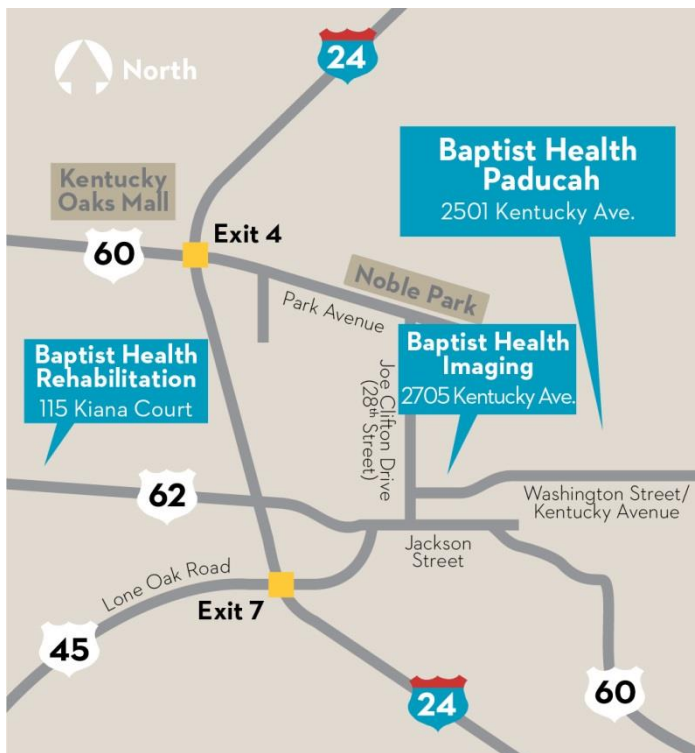 North
24
Baptist Health
Paducah
2501 Kentucky Ave.
Kentucky
Oaks Mall
60
Exit 4
Noble Park
Park Avenue
Baptist Health
Imaging
2705 Kentucky Ave.
Joe Clifton Drive
(28th Street)
Baptist Health
Rehabilitation
115 Kiana Court
62
Washington Street/
Kentucky Avenue
Jackson
Street
Lone Oak Road
Exit 7
45
24
60